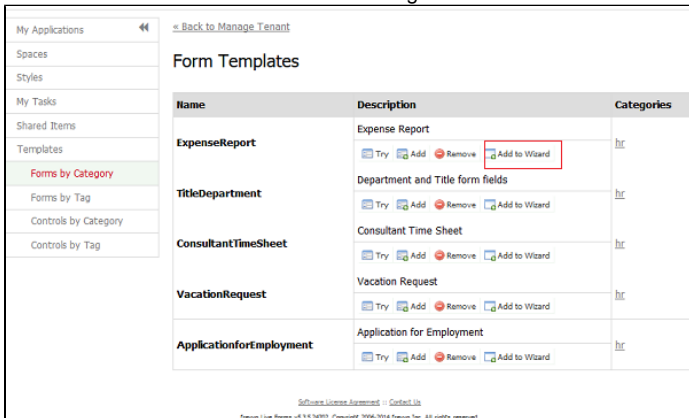 My Applications
« Back to Manage Tenant
Spaces
Form Templates
Styles
My Tasks
Name Description Categories
Shared Items
Expense Report
ExpenseReport
hr
Templates
Try Add Remove Add to Wizard
Forms by Category
Department and Title form fields
TitleDepartment
hr
Forms by Tag
Try Add Remove Add to Wizard
Controls by Category
Consultant Time Sheet
ConsultantTimeSheet
hr
Controls by Tag
Try Add Remove Add to Wizard
Vacation Request
VacationRequest
hr
Try Add Remove Add to Wizard
Application for Employment
ApplicationforEmployment
hr
Try Add Remove Add to Wizard
Software License Agreement :: Contact Us